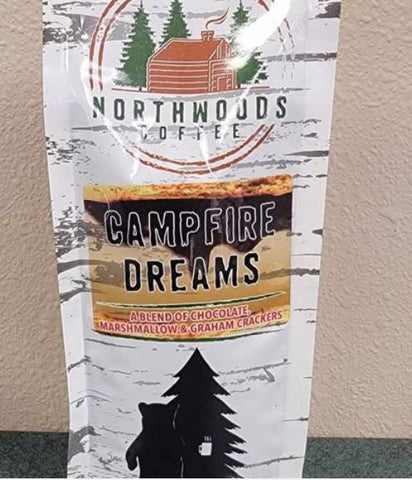 NORTHWOODS
COFFEE
CAMPFIRE
DREAMS
A BLEND OF CHOCOLATE,
MARSHMALLOW & GRAHAM CRACKERS